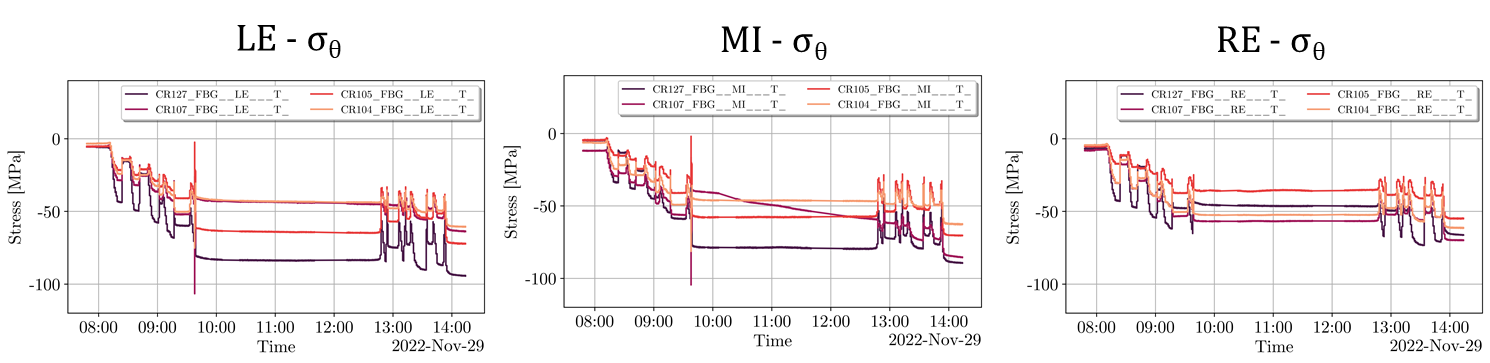 LE - σθ
CR127_FBG__LE___T_ CR105_FBG__LE___T_
CR107_FBG__LE___T_ CR104_FBG__LE___T_
0
-50
-100
Stress [MPa]
08:00 09:00 10:00 11:00 12:00 13:00 14:00
Time
2022-Nov-29
MI - σθ
CR127_FBG__MI___T_ CR105_FBG__MI___T_
CR107_FBG__MI___T_ CR104_FBG__MI___T_
0
-50
-100
Stress [MPa]
08:00 09:00 10:00 11:00 12:00 13:00 14:00
Time
2022-Nov-29
RE - σθ
CR127_FBG__RE___T_ CR105_FBG__RE___T_
CR107_FBG__RE___T_ CR104_FBG__RE___T_
0
-50
-100
Stress [MPa]
08:00 09:00 10:00 11:00 12:00 13:00 14:00
Time
2022-Nov-29